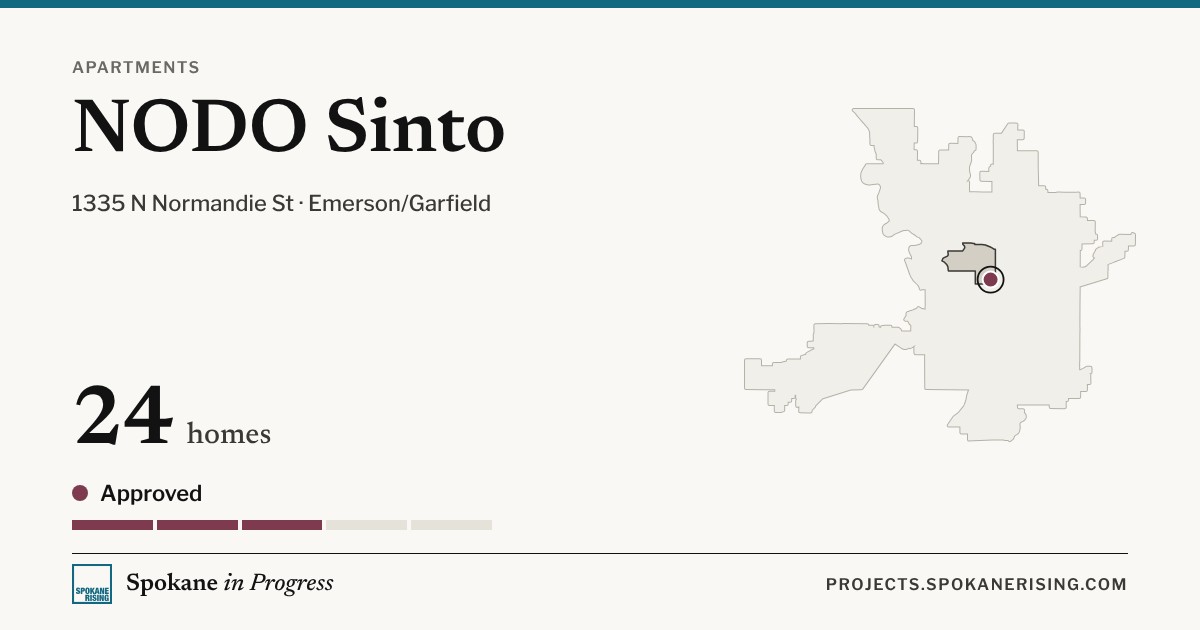 APARTMENTS
NODO Sinto
1335 N Normandie St · Emerson/Garfield
24 homes
Approved
SPOKANE
RISING
Spokane in Progress
PROJECTS.SPOKANERISING.COM